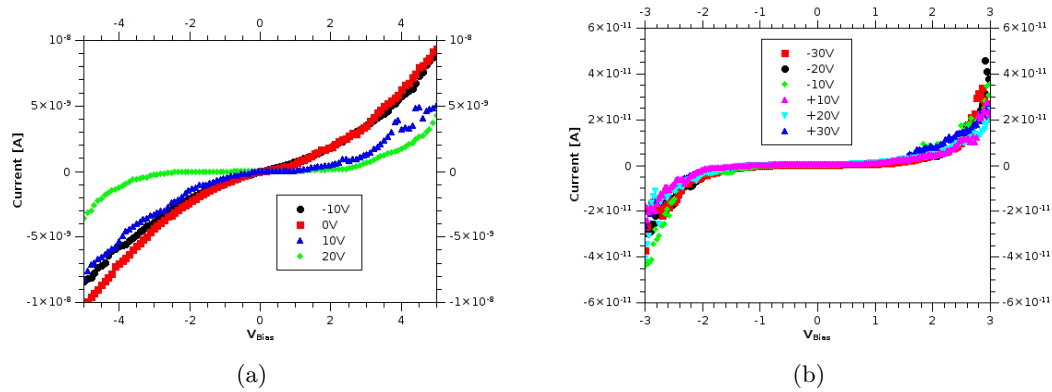 -4 -2 0 2 4
10⁻⁸ 10⁻⁸
5×10⁻⁹ 5×10⁻⁹
0 0
-5×10⁻⁹ -5×10⁻⁹
-1×10⁻⁸ -1×10⁻⁸
-4 -2 0 2 4
Current [A]
V_Bias
-10V
0V
10V
20V
(a)
-3 -2 -1 0 1 2 3
6×10⁻¹¹ 6×10⁻¹¹
4×10⁻¹¹ 4×10⁻¹¹
2×10⁻¹¹ 2×10⁻¹¹
0 0
-2×10⁻¹¹ -2×10⁻¹¹
-4×10⁻¹¹ -4×10⁻¹¹
-6×10⁻¹¹ -6×10⁻¹¹
-3 -2 -1 0 1 2 3
Current [A]
V_Bias
-30V
-20V
-10V
+10V
+20V
+30V
(b)